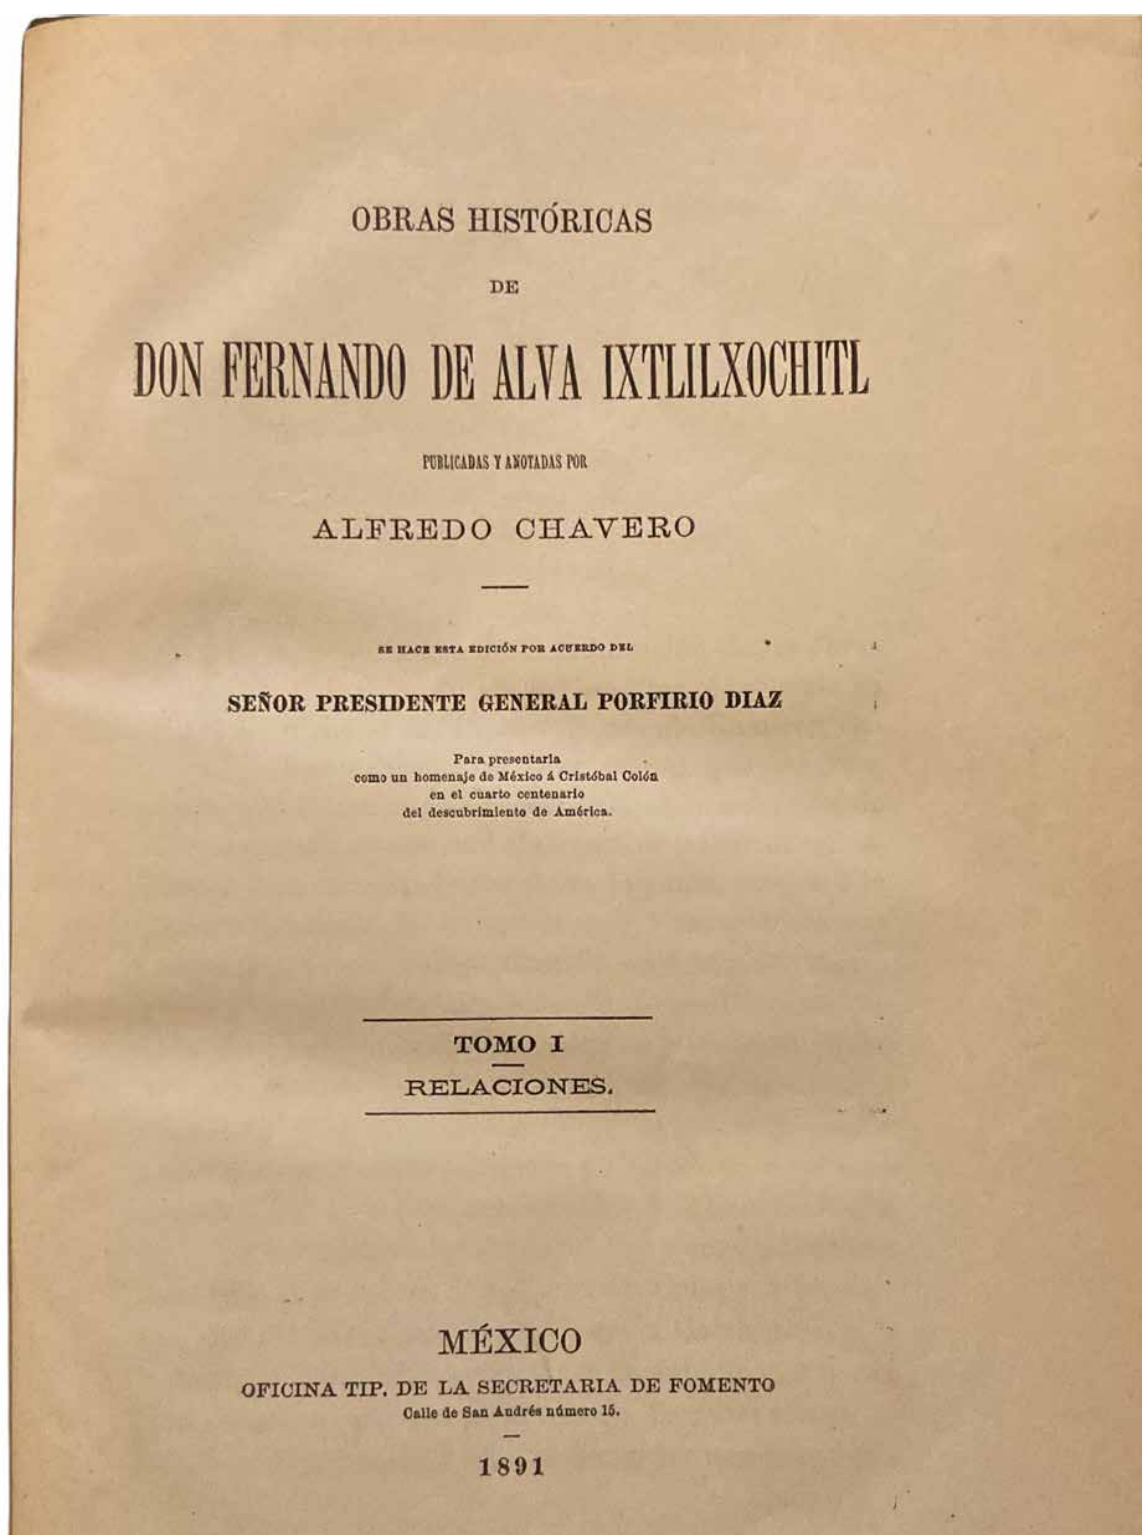 OBRAS HISTÓRICAS
DE
DON FERNANDO DE ALVA IXTLILXOCHITL
PUBLICADAS Y ANOTADAS POR
ALFREDO CHAVERO
SE HACE ESTA EDICIÓN POR ACUERDO DEL
SEÑOR PRESIDENTE GENERAL PORFIRIO DIAZ
Para presentarla
como un homenaje de México á Cristóbal Colón
en el cuarto centenario
del descubrimiento de América.
TOMO I
RELACIONES.
MÉXICO
OFICINA TIP. DE LA SECRETARIA DE FOMENTO
Calle de San Andrés número 15.
1891